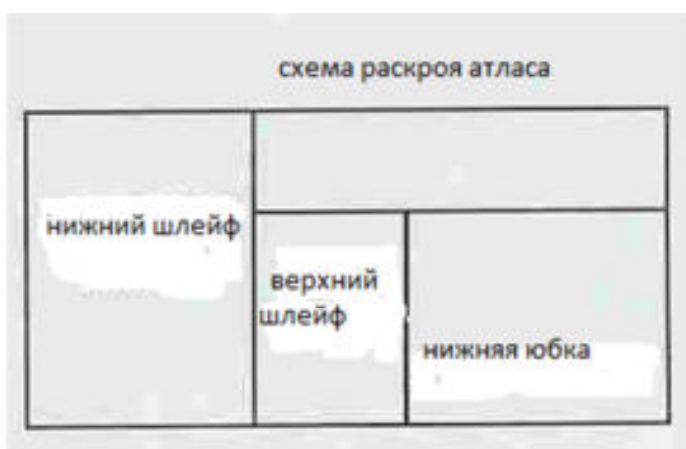 схема раскроя атласа
нижний шлейф
верхний
шлейф
нижняя юбка